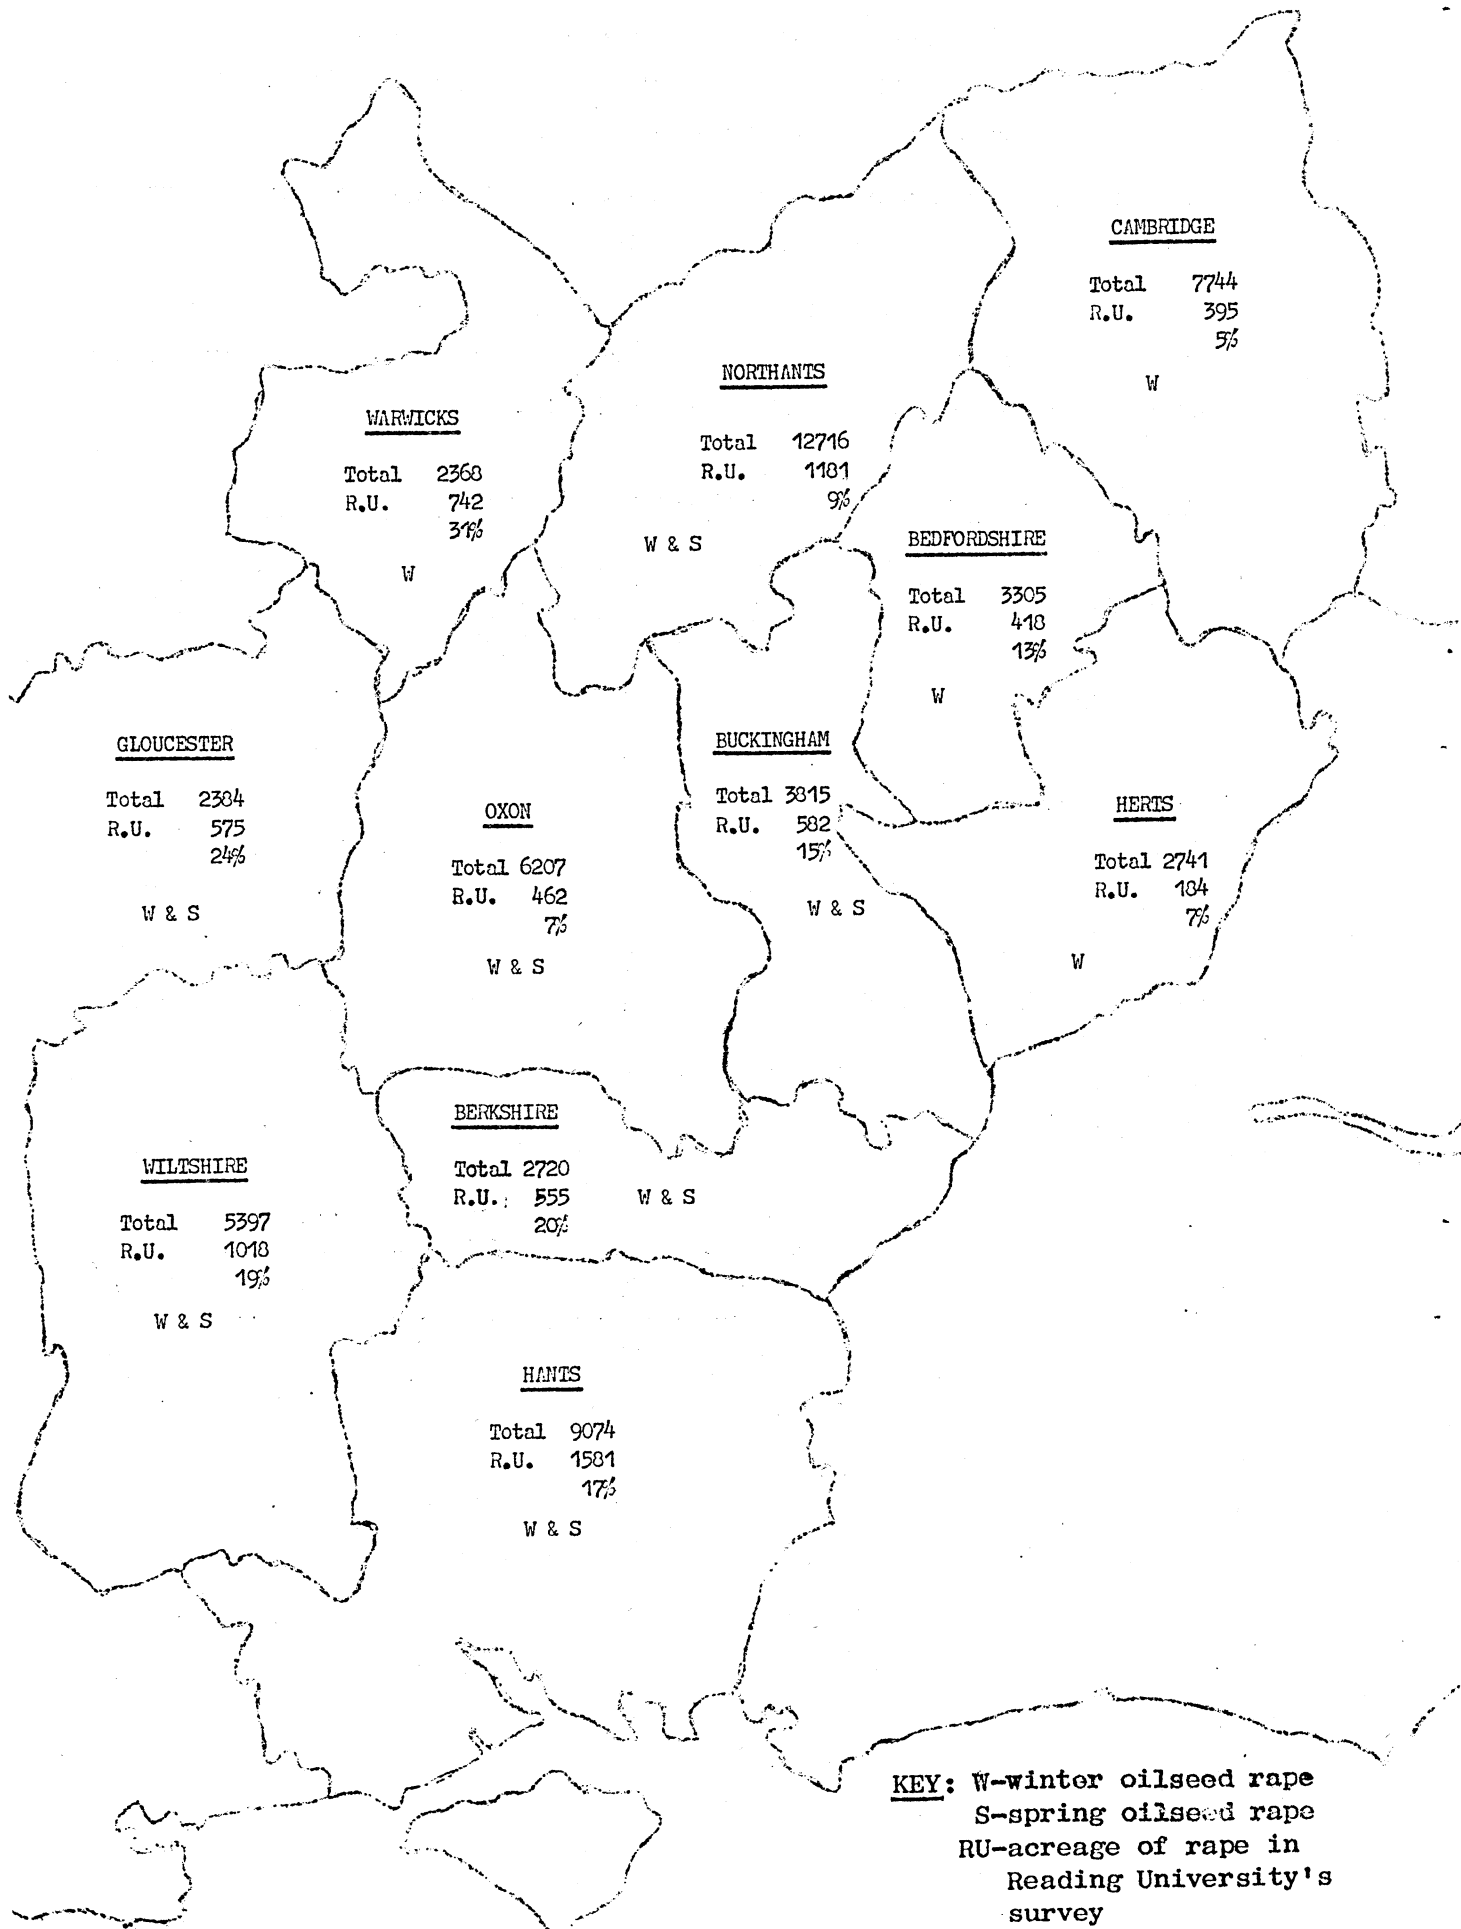 CAMBRIDGE
Total 7744
R.U. 395
5%
W
NORTHANTS
Total 12716
R.U. 1181
9%
W & S
WARWICKS
Total 2368
R.U. 742
31%
W
BEDFORDSHIRE
Total 3305
R.U. 418
13%
W
GLOUCESTER
Total 2384
R.U. 575
24%
W & S
OXON
Total 6207
R.U. 462
7%
W & S
BUCKINGHAM
Total 3815
R.U. 582
15%
W & S
HERTS
Total 2741
R.U. 184
7%
W
BERKSHIRE
Total 2720
R.U. 555
20%
W & S
WILTSHIRE
Total 5397
R.U. 1018
19%
W & S
HANTS
Total 9074
R.U. 1581
17%
W & S
KEY: W-winter oilseed rape
S-spring oilseed rape
RU-acreage of rape in
Reading University's
survey